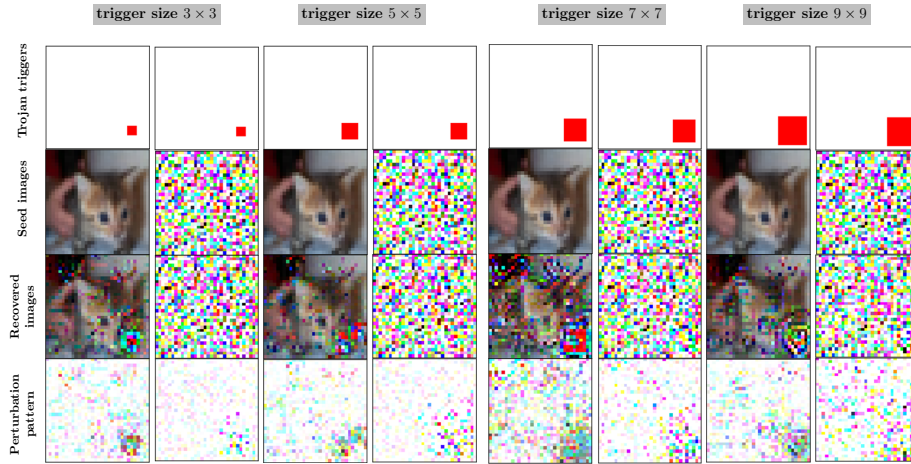 trigger size 3 × 3
trigger size 5 × 5
trigger size 7 × 7
trigger size 9 × 9
Trojan triggers
Seed images
Recovered
images
Perturbation
pattern